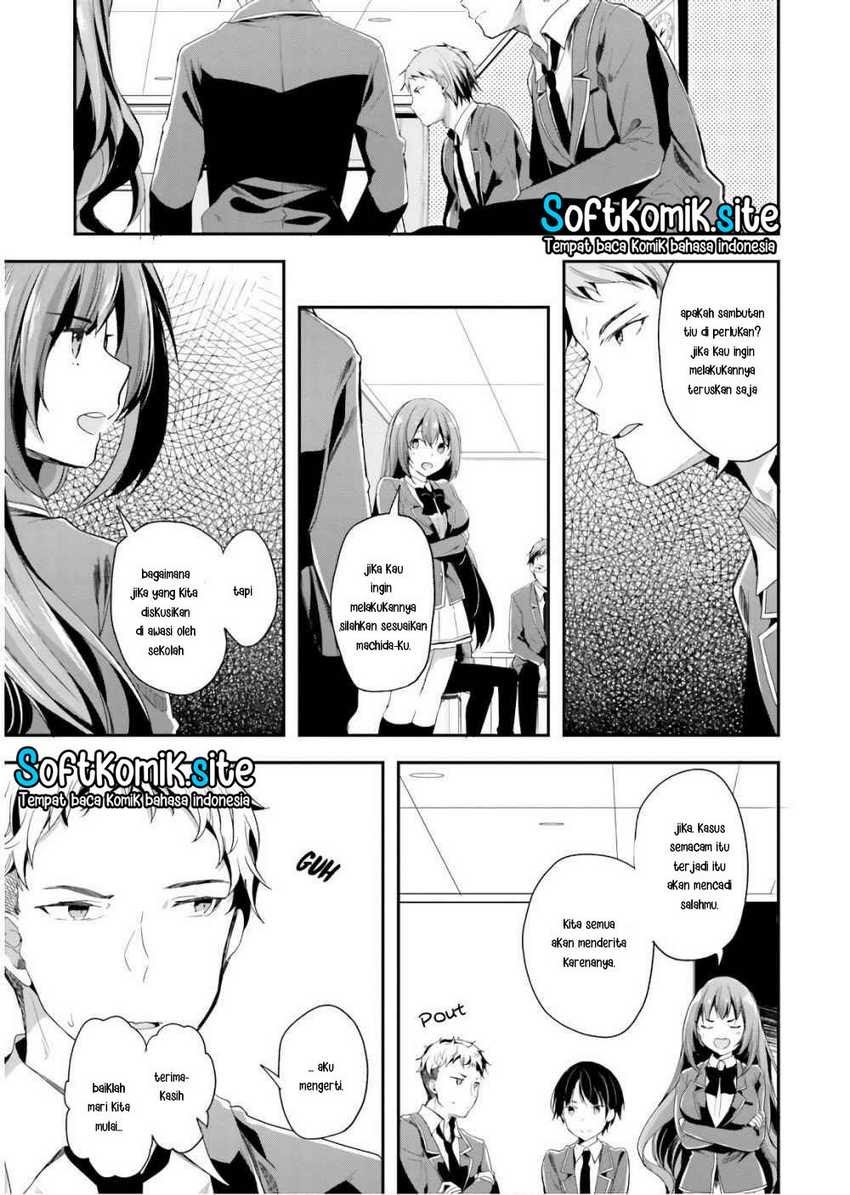 SoftKomik.site
Tempat baca Komik bahasa indonesia
apakah sambutan
tiu di perlukan?
jika Kau ingin
melakukannya
teruskan saja
jika Kau
ingin
melakukannya
,silahkan sesuaikan
machida-Ku.
tapi
bagaimana
jika yang Kita
diskusikan
di awasi oleh
seKolah
jika. Kasus
semacam itu
terjadi itu
akan mencadi
salahmu.
Kita semua
akan menderita
Karenanya.
Pout
SoftKomik.site
Tempat baca Komik bahasa indonesia
GUH
... aKu
mengerti.
terima-
Kasih
baiklah
mari Kita
mulai...